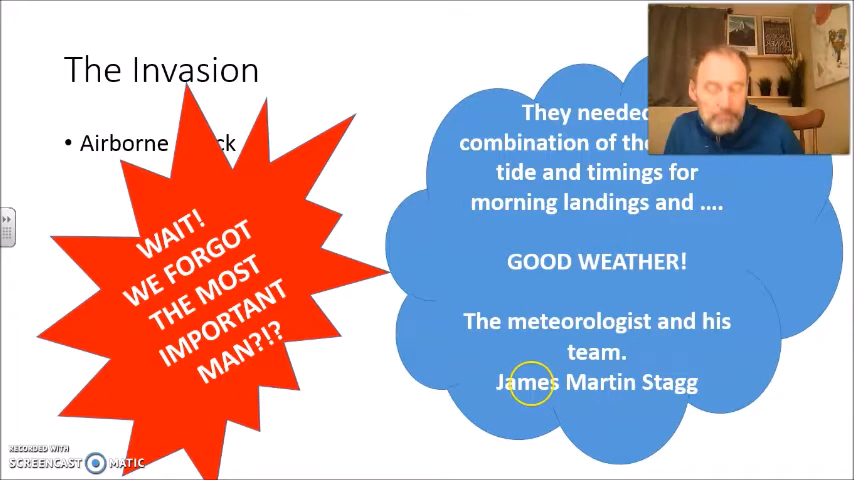 The Invasion
• Airborne ck
WAIT!
WE FORGOT
THE MOST
IMPORTANT
MAN?!?
They needed
combination of the
tide and timings for
morning landings and ....
GOOD WEATHER!
The meteorologist and his
team.
James Martin Stagg
RECORDED WITH
SCREENCAST MATIC